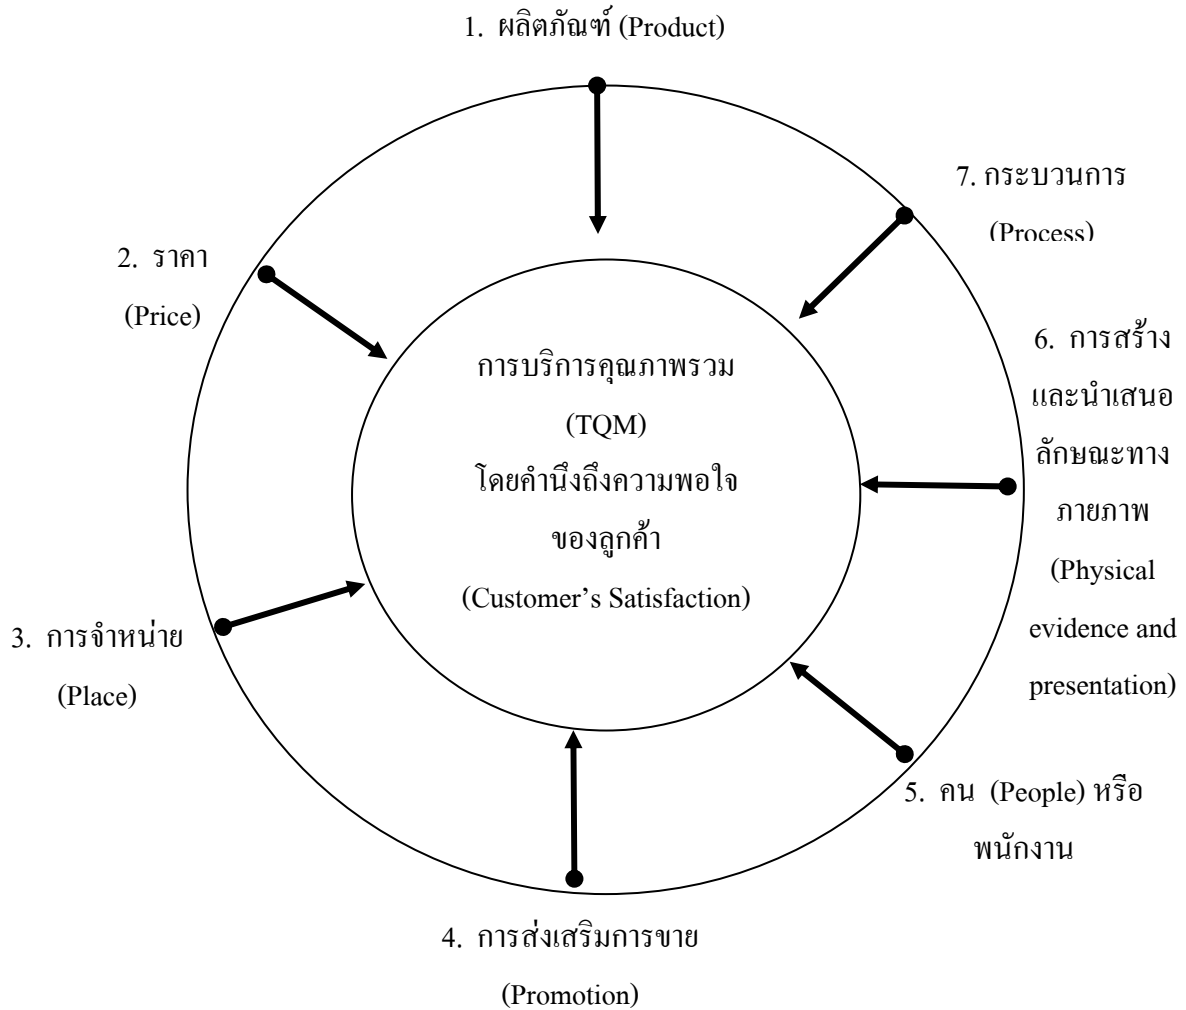 1. ผลิตภัณฑ์ (Product)
2. ราคา
(Price)
3. การจำหน่าย
(Place)
4. การส่งเสริมการขาย
(Promotion)
5. คน (People) หรือ
พนักงาน
6. การสร้าง
และนำเสนอ
ลักษณะทาง
ภายภาพ
(Physical
evidence and
presentation)
7. กระบวนการ
(Process)
การบริการคุณภาพรวม
(TQM)
โดยคำนึงถึงความพอใจ
ของลูกค้า
(Customer’s Satisfaction)